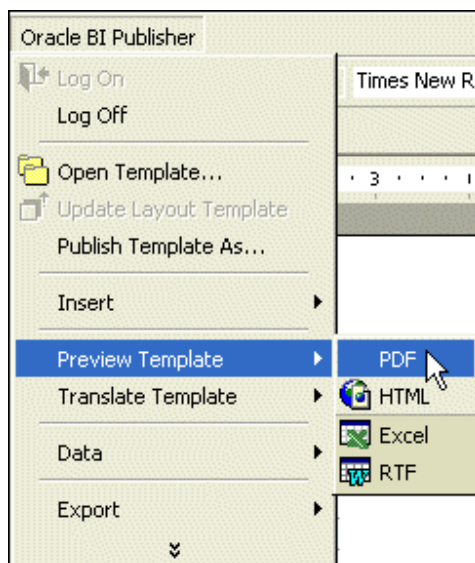 Oracle BI Publisher
Log On
Times New R
Log Off
Open Template...
3
Update Layout Template
Publish Template As...
Insert
Preview Template
PDF
Translate Template
HTML
Data
Excel
RTF
Export